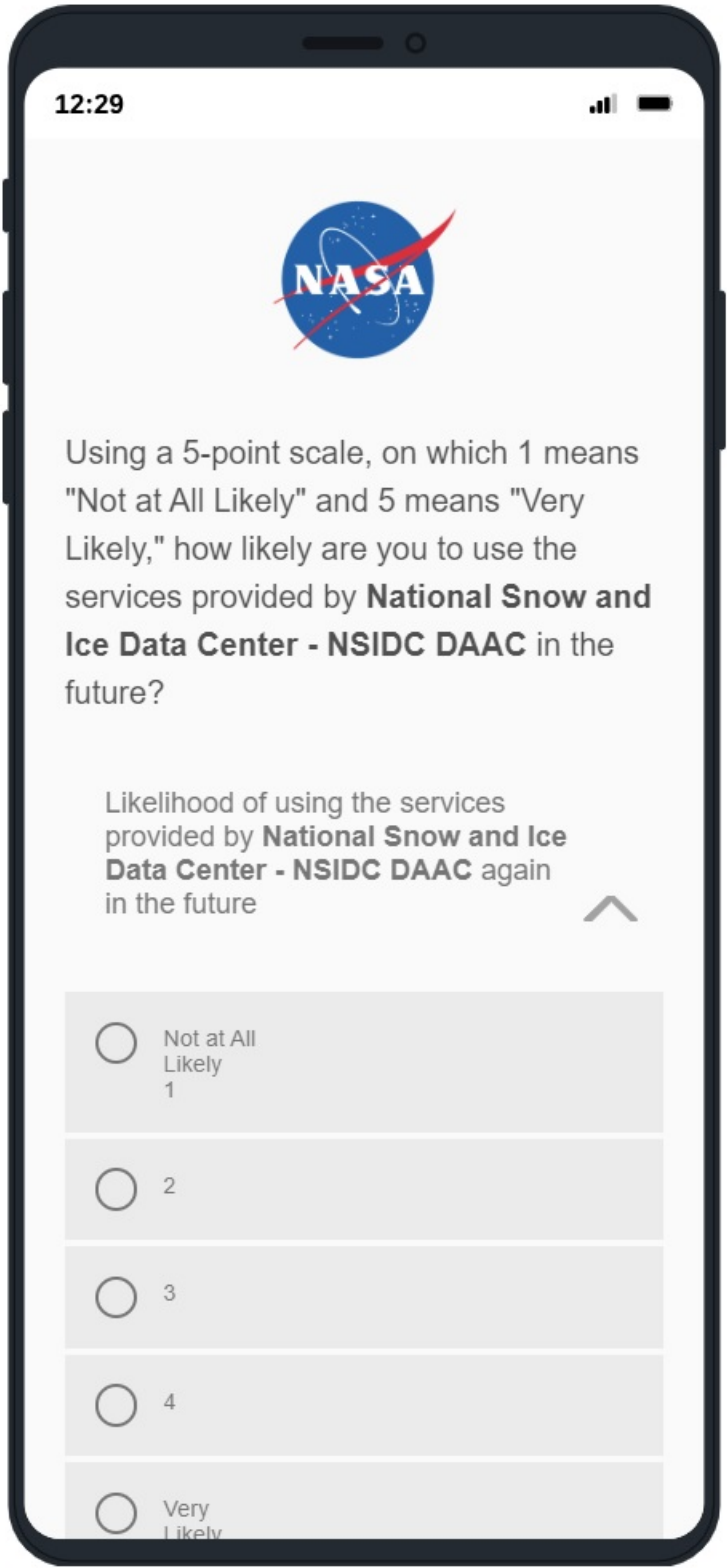 12:29
NASA
Using a 5-point scale, on which 1 means
"Not at All Likely" and 5 means "Very
Likely," how likely are you to use the
services provided by National Snow and
Ice Data Center - NSIDC DAAC in the
future?
Likelihood of using the services
provided by National Snow and Ice
Data Center - NSIDC DAAC again
in the future
Not at All
Likely
1
2
3
4
Very
Likely